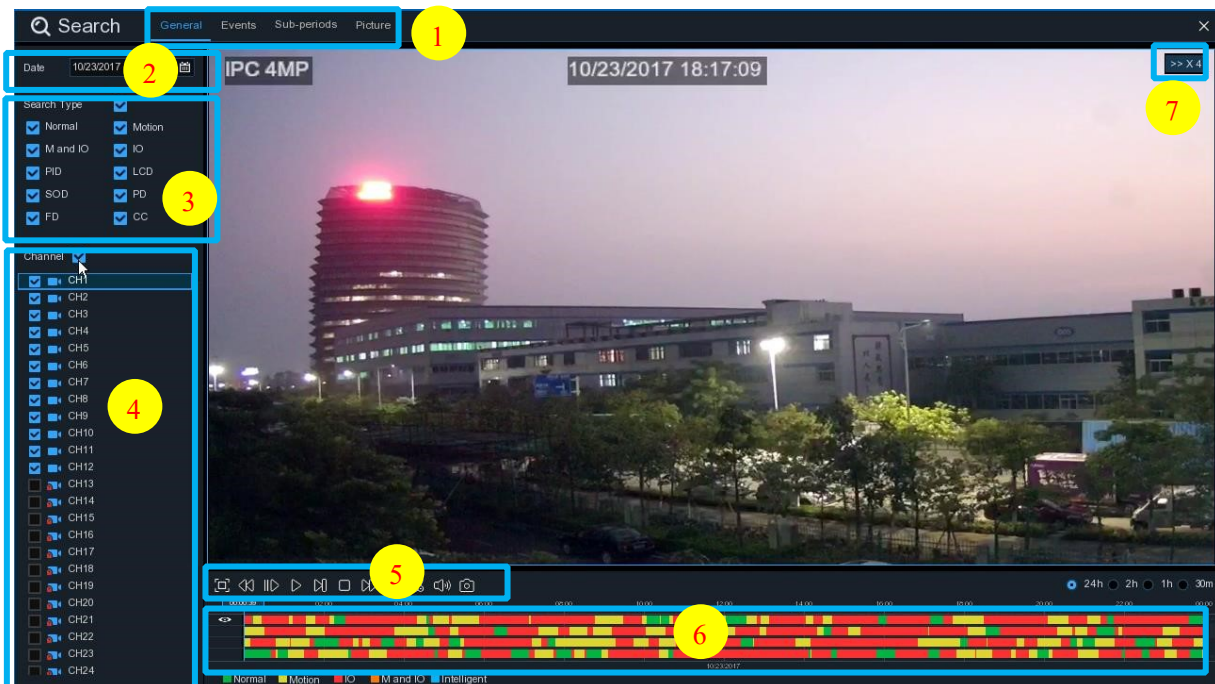 Search General Events Sub-periods Picture
1
Date 10/23/2017
2
IPC 4MP 10/23/2017 18:17:09 >> X 4
7
Search Type
Normal Motion
M and IO IO
PID LCD
SOD PD
3
FD CC
Channel
CH1
CH2
CH3
CH4
CH5
CH6
CH7
CH8
4
CH9
CH10
CH11
CH12
CH13
CH14
CH15
CH16
CH17
CH18
CH19
CH20
CH21
CH22
CH23
CH24
5
24h 2h 1h 30m
00:00:39 02:00 04:00 06:00 08:00 10:00 12:00 14:00 16:00 18:00 20:00 22:00 00:00
6
10/23/2017
Normal Motion IO M and IO Intelligent